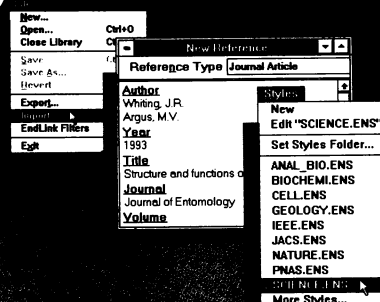 New...
Open... Ctrl+O
Close Library
Save
Save As...
Revert
Export...
Import
EndLink Filters
Exit
New Reference
Reference Type Journal Article
Author
Whiting, J.R.
Argus, M.V.
Year
1993
Title
Structure and functions o
Journal
Journal of Entomology
Volume
Styles
New
Edit "SCIENCE.ENS"
Set Styles Folder...
ANAL_BIO.ENS
BIOCHEMI.ENS
CELL.ENS
GEOLOGY.ENS
IEEE.ENS
JACS.ENS
NATURE.ENS
PNAS.ENS
SCIENCE.ENS
More Styles...